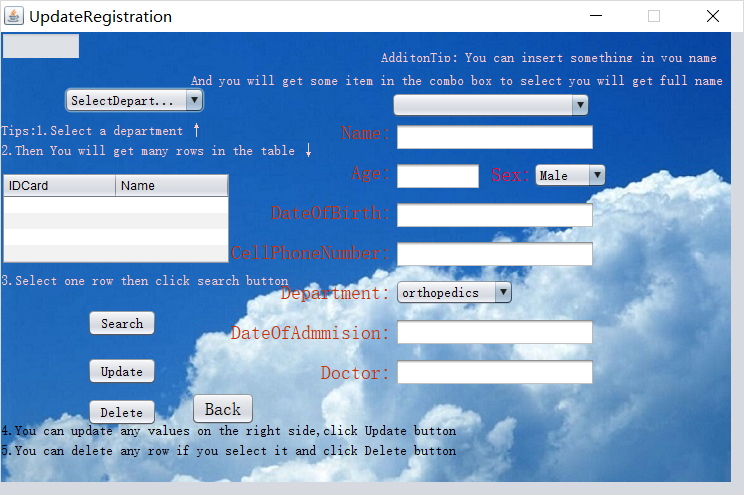 UpdateRegistration
AdditonTip: You can insert something in you name
And you will get some item in the combo box to select you will get full name
SelectDepart...
Tips:1.Select a department ↑
2.Then You will get many rows in the table ↓
IDCard Name
3.Select one row then click search button
Search
Update
Delete
Back
Name:
Age:
Sex: Male
DateOfBirth:
CellPhoneNumber:
Department: orthopedics
DateOfAdmmision:
Doctor:
4.You can update any values on the right side,click Update button
5.You can delete any row if you select it and click Delete button